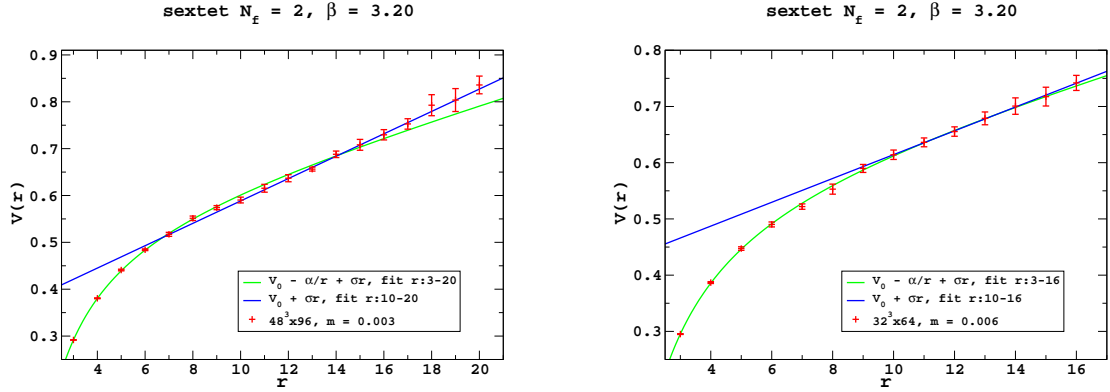 sextet N_f = 2, β = 3.20
V(r)
0.9
0.8
0.7
0.6
0.5
0.4
0.3
4 6 8 10 12 14 16 18 20
r
V_0 - α/r + σr, fit r:3-20
V_0 + σr, fit r:10-20
48^3x96, m = 0.003
sextet N_f = 2, β = 3.20
V(r)
0.8
0.7
0.6
0.5
0.4
0.3
4 6 8 10 12 14 16
r
V_0 - α/r + σr, fit r:3-16
V_0 + σr, fit r:10-16
32^3x64, m = 0.006